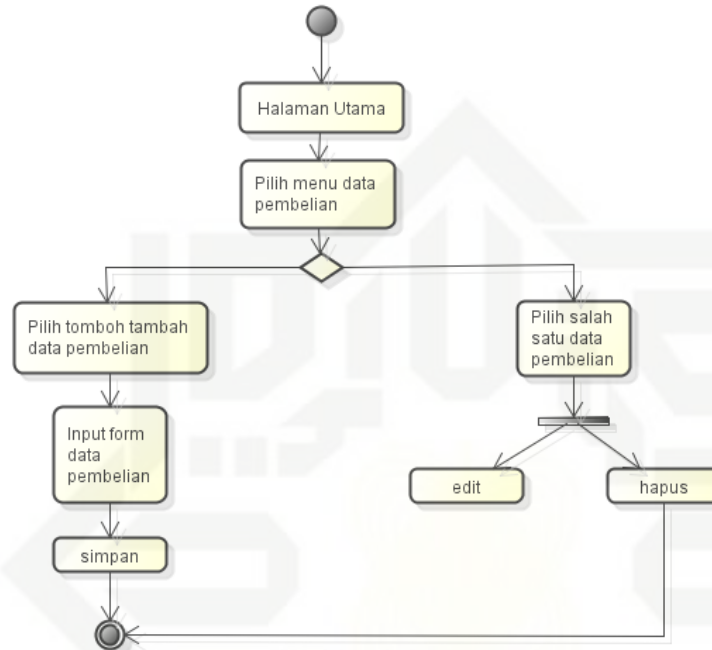 Halaman Utama
Pilih menu data
pembelian
Pilih tomboh tambah
data pembelian
Input form
data
pembelian
simpan
Pilih salah
satu data
pembelian
edit
hapus